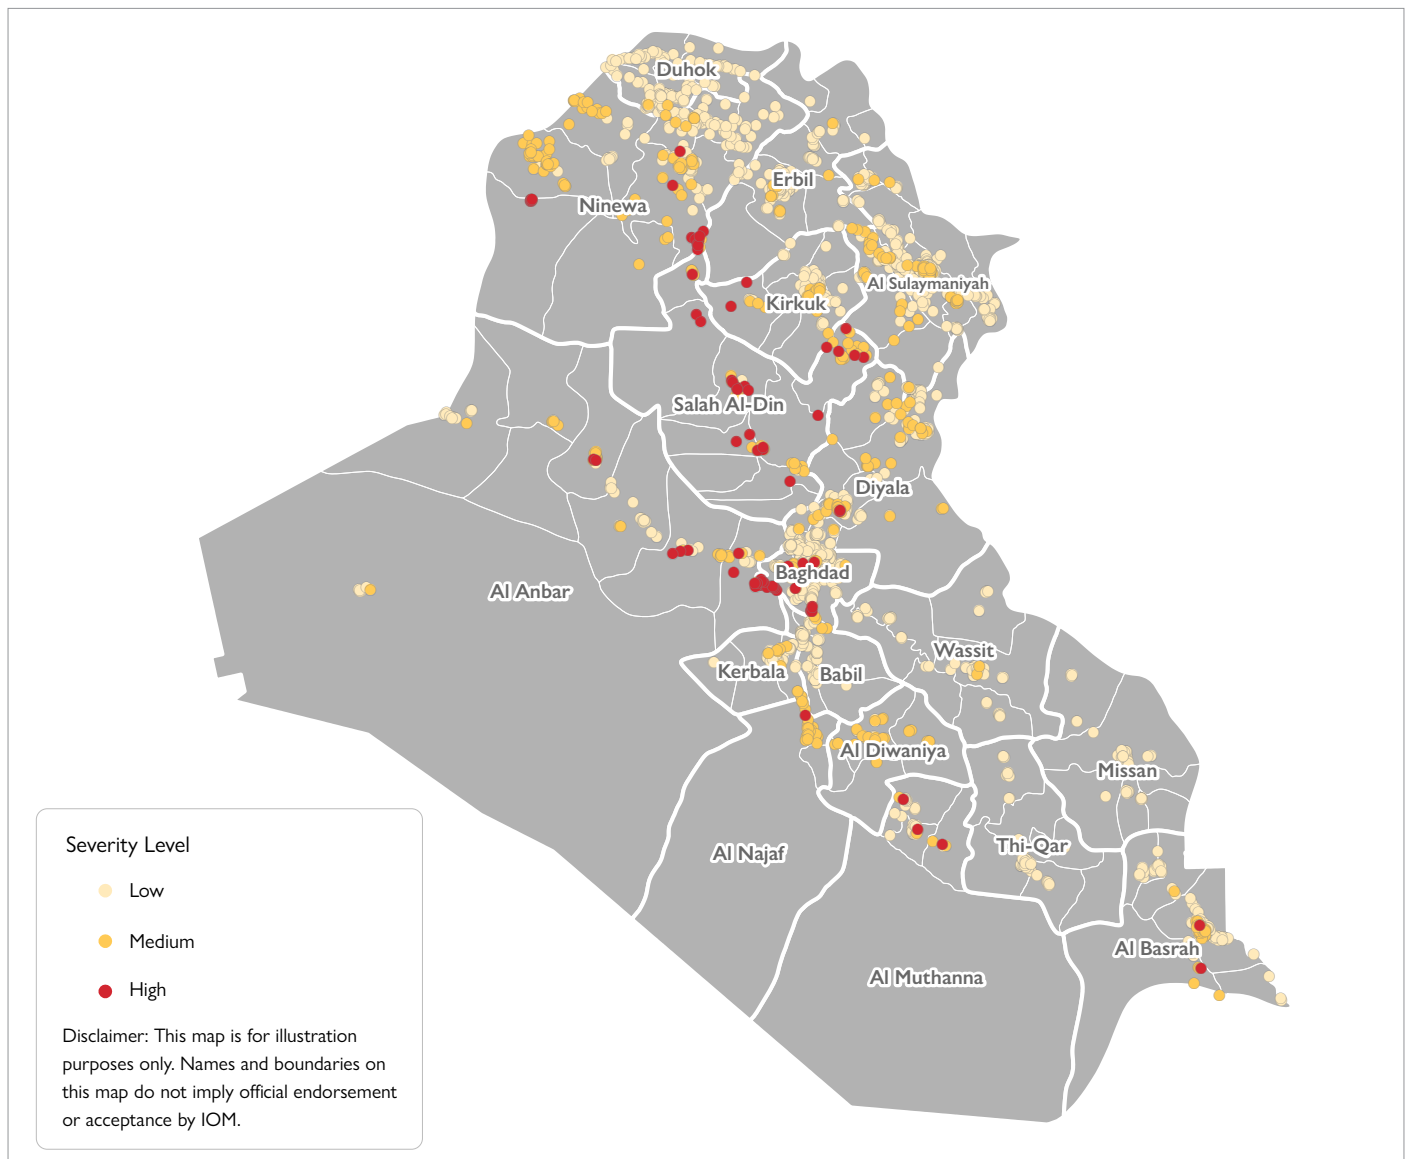 Duhok
Erbil
Ninewa
Al Sulaymaniyah
Kirkuk
Salah Al-Din
Diyala
Baghdad
Al Anbar
Wassit
Kerbala
Babil
Al Diwaniya
Missan
Thi-Qar
Al Najaf
Al Basrah
Al Muthanna
Severity Level
Low
Medium
High
Disclaimer: This map is for illustration
purposes only. Names and boundaries on
this map do not imply official endorsement
or acceptance by IOM.